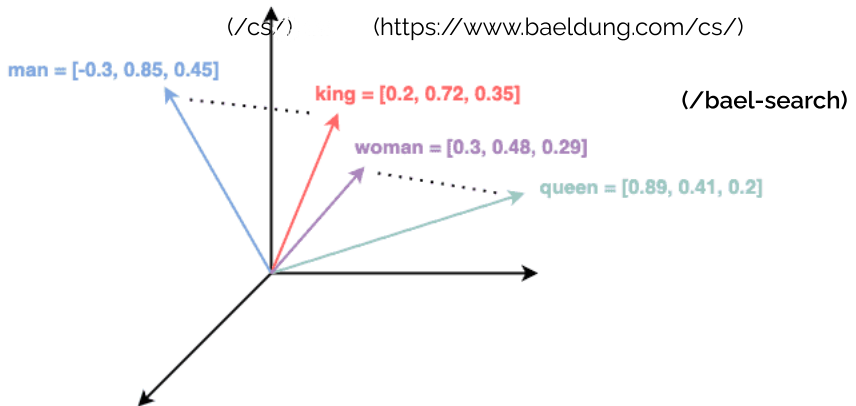 (/cs/) (https://www.baeldung.com/cs/)
man = [-0.3, 0.85, 0.45]
king = [0.2, 0.72, 0.35]
(/bael-search)
woman = [0.3, 0.48, 0.29]
queen = [0.89, 0.41, 0.2]